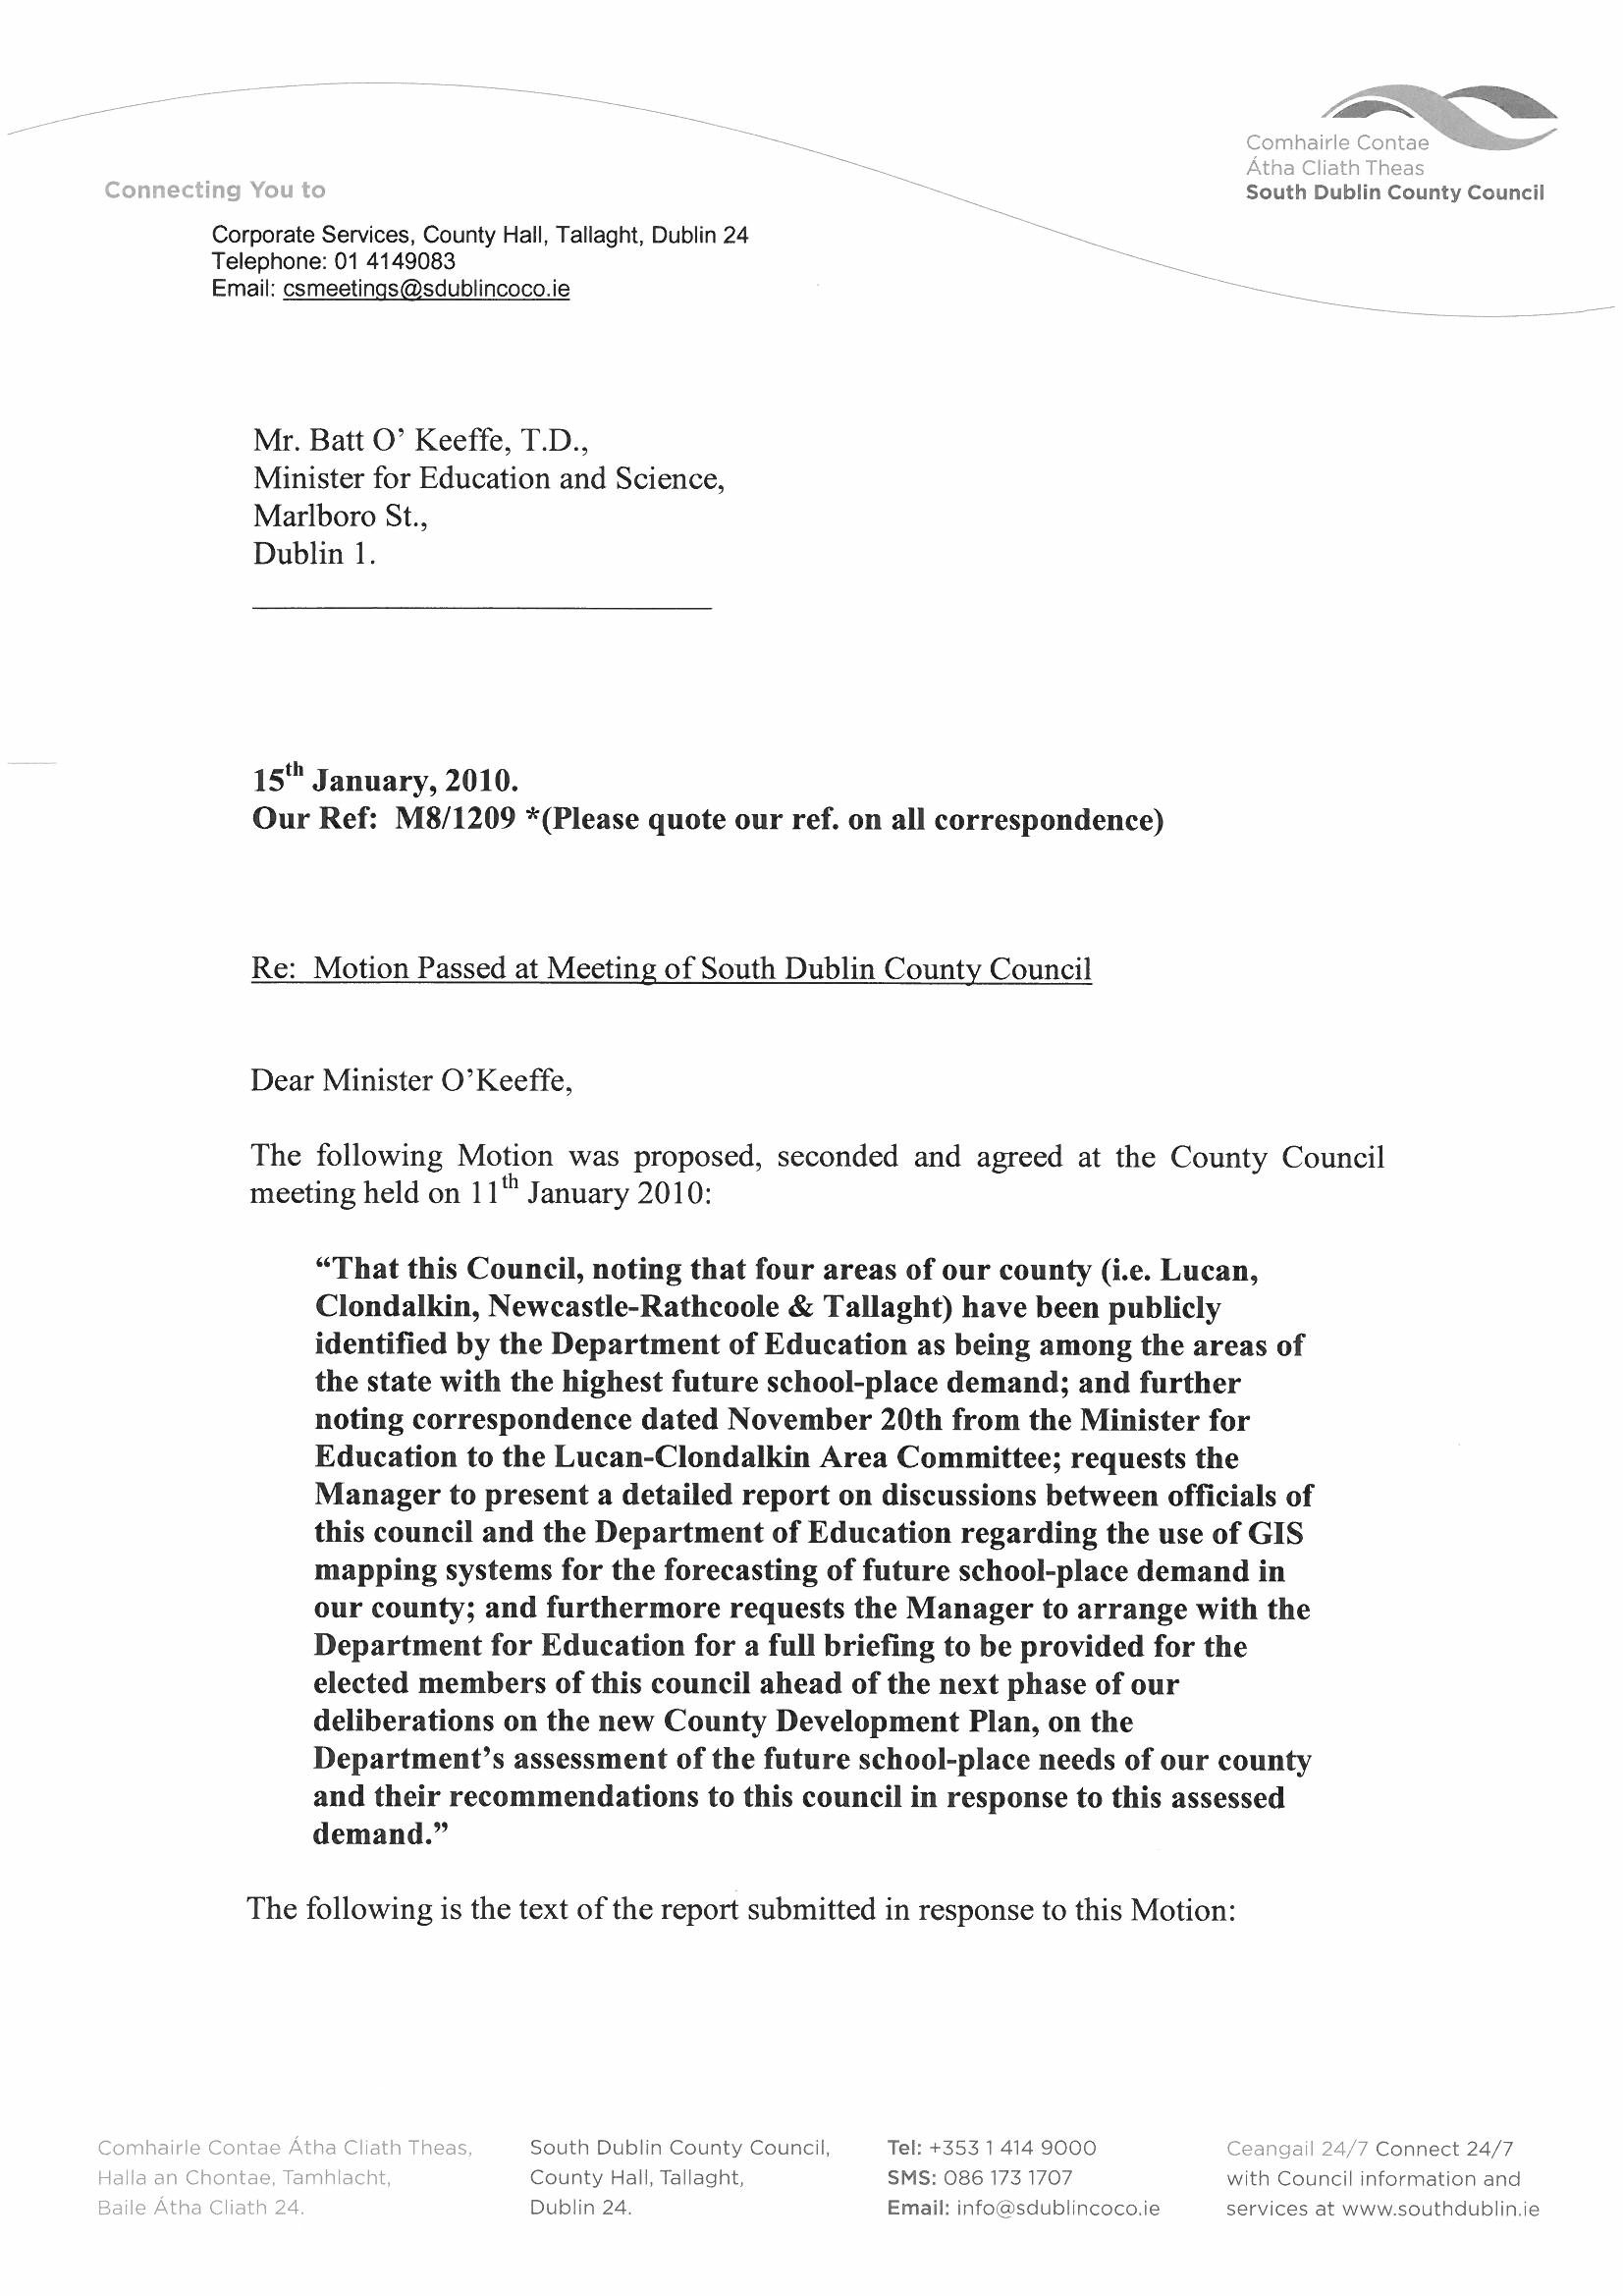 Comhairle Contae
Átha Cliath Theas
South Dublin County Council
Connecting You to
Corporate Services, County Hall, Tallaght, Dublin 24
Telephone: 01 4149083
Email: csmeetings@sdublincoco.ie
Mr. Batt O' Keeffe, T.D.,
Minister for Education and Science,
Marlboro St.,
Dublin 1.
15th January, 2010.
Our Ref: M8/1209 *(Please quote our ref. on all correspondence)
Re: Motion Passed at Meeting of South Dublin County Council
Dear Minister O'Keeffe,
The following Motion was proposed, seconded and agreed at the County Council
meeting held on 11th January 2010:
“That this Council, noting that four areas of our county (i.e. Lucan,
Clondalkin, Newcastle-Rathcoole & Tallaght) have been publicly
identified by the Department of Education as being among the areas of
the state with the highest future school-place demand; and further
noting correspondence dated November 20th from the Minister for
Education to the Lucan-Clondalkin Area Committee; requests the
Manager to present a detailed report on discussions between officials of
this council and the Department of Education regarding the use of GIS
mapping systems for the forecasting of future school-place demand in
our county; and furthermore requests the Manager to arrange with the
Department for Education for a full briefing to be provided for the
elected members of this council ahead of the next phase of our
deliberations on the new County Development Plan, on the
Department's assessment of the future school-place needs of our county
and their recommendations to this council in response to this assessed
demand.”
The following is the text of the report submitted in response to this Motion:
Comhairle Contae Átha Cliath Theas,
Halla an Chontae, Tamhlacht,
Baile Átha Cliath 24.
South Dublin County Council,
County Hall, Tallaght,
Dublin 24.
Tel: +353 1 414 9000
SMS: 086 173 1707
Email: info@sdublincoco.ie
Ceangail 24/7 Connect 24/7
with Council information and
services at www.southdublin.ie